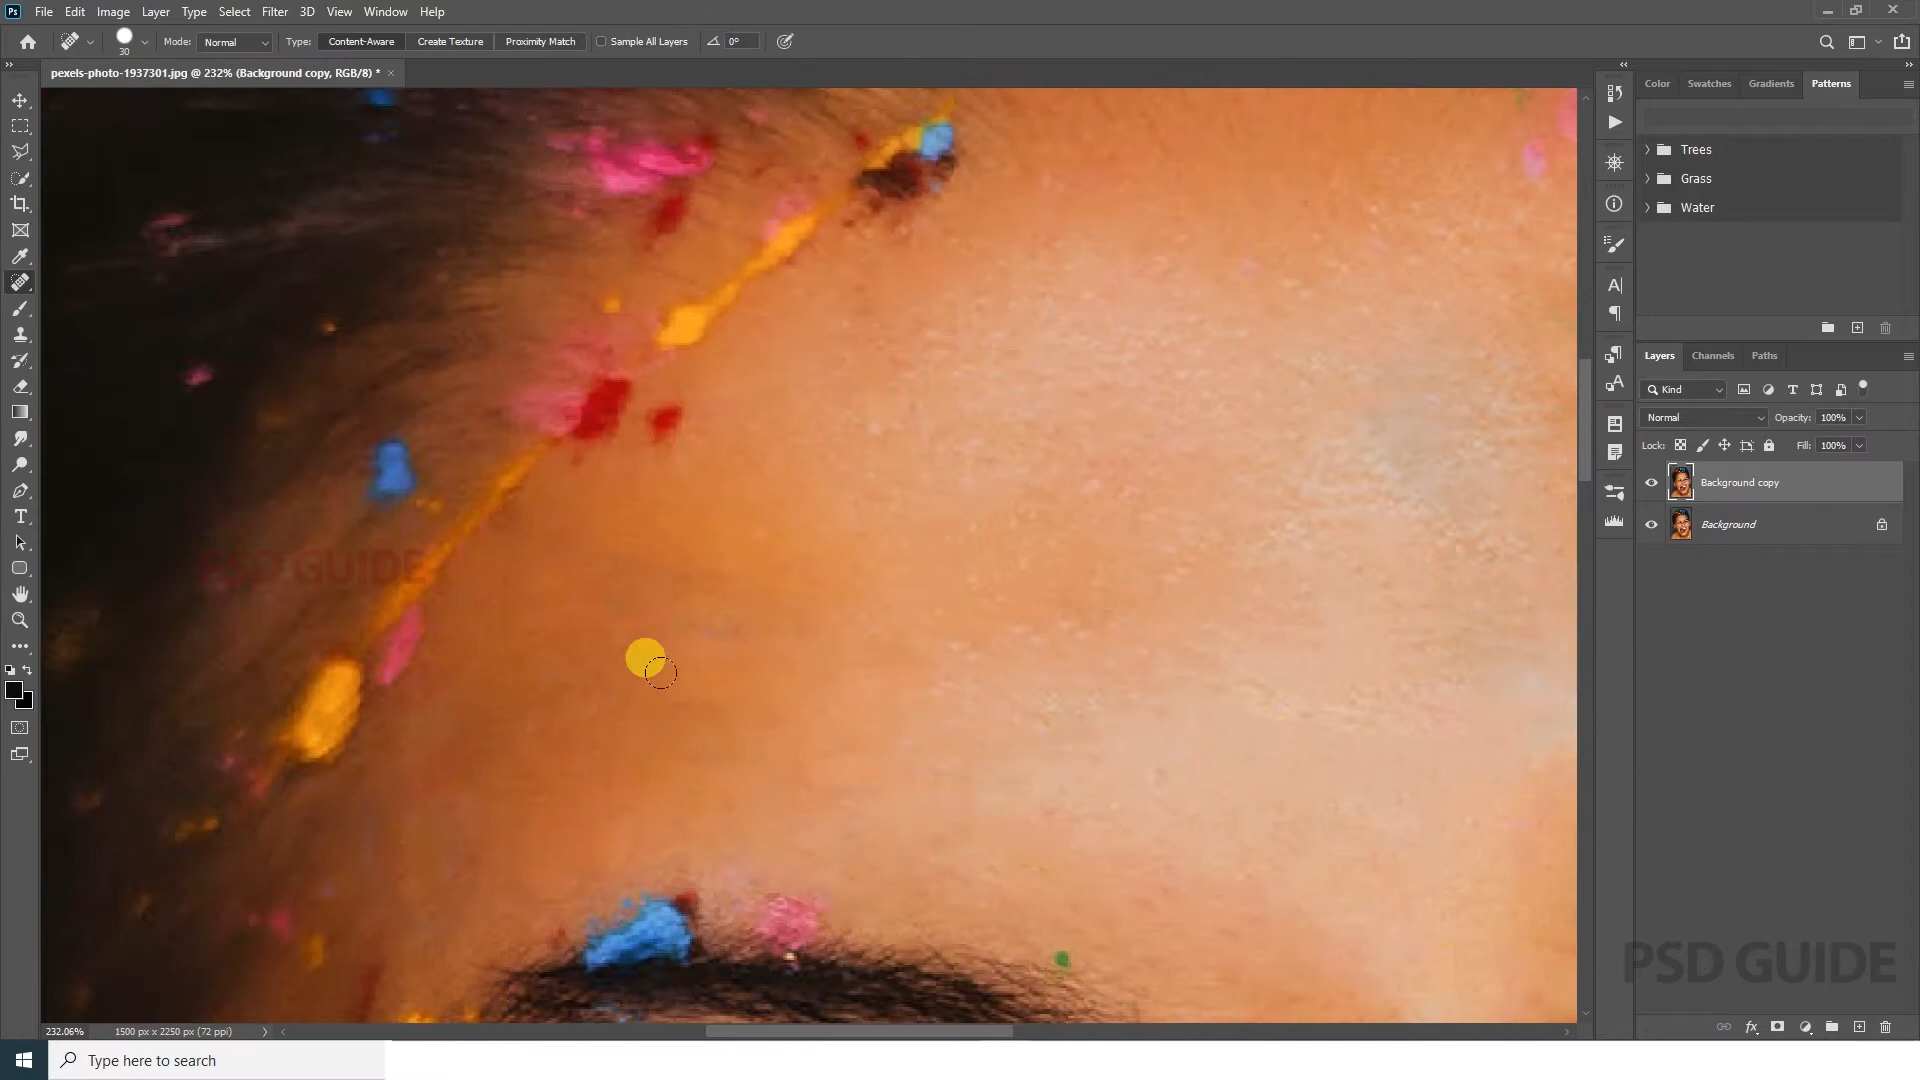 Ps File Edit Image Layer Type Select Filter 3D View Window Help
30 Mode: Normal Type: Content-Aware Create Texture Proximity Match Sample All Layers 0°
pexels-photo-1937301.jpg @ 232% (Background copy, RGB/8) * ×
Color Swatches Gradients Patterns
Trees
Grass
Water
Layers Channels Paths
Kind
Normal Opacity: 100%
Lock: Fill: 100%
Background copy
Background
PSD GUIDE
PSD GUIDE
232.06% 1500 px x 2250 px (72 ppi)
Type here to search